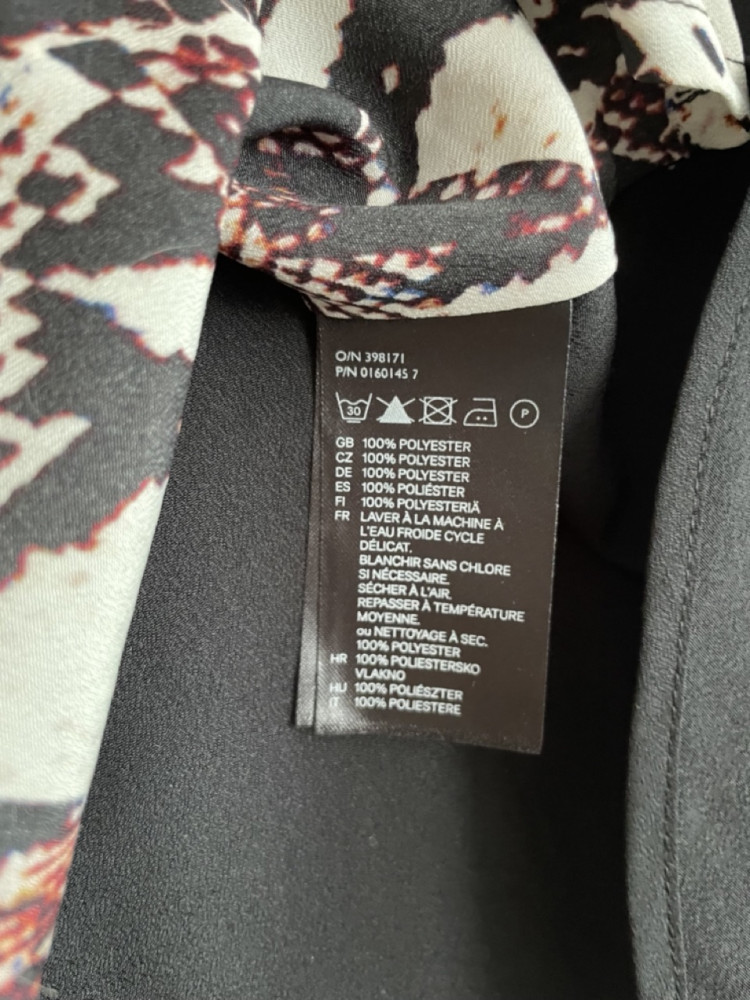 O/N 398171
P/N 0160145 7
30 P
GB 100% POLYESTER
CZ 100% POLYESTER
DE 100% POLYESTER
ES 100% POLIÉSTER
FI 100% POLYESTERIÄ
FR LAVER À LA MACHINE À
L'EAU FROIDE CYCLE
DÉLICAT.
BLANCHIR SANS CHLORE
SI NÉCESSAIRE.
SÉCHER À L'AIR.
REPASSER À TEMPÉRATURE
MOYENNE.
ou NETTOYAGE À SEC.
100% POLYESTER
HR 100% POLIESTERSKO
VLAKNO
HU 100% POLIÉSZTER
IT 100% POLIESTERE